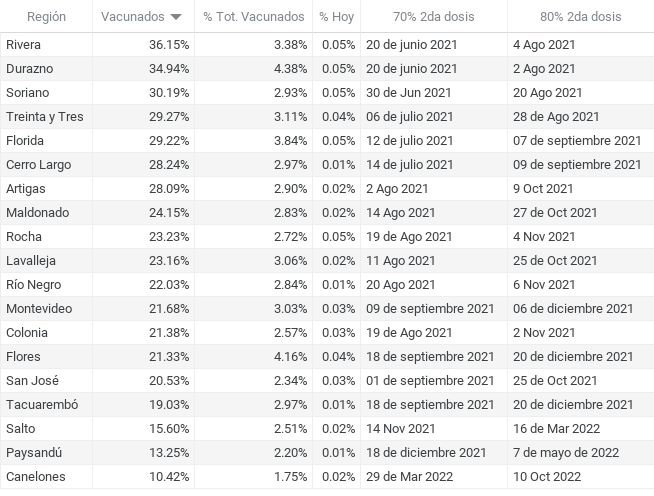 Región Vacunados % Tot. Vacunados % Hoy 70% 2da dosis 80% 2da dosis
Rivera 36.15% 3.38% 0.05% 20 de junio 2021 4 Ago 2021
Durazno 34.94% 4.38% 0.05% 20 de junio 2021 2 Ago 2021
Soriano 30.19% 2.93% 0.05% 30 de Jun 2021 20 Ago 2021
Treinta y Tres 29.27% 3.11% 0.04% 06 de julio 2021 28 de Ago 2021
Florida 29.22% 3.84% 0.05% 12 de julio 2021 07 de septiembre 2021
Cerro Largo 28.24% 2.97% 0.01% 14 de julio 2021 09 de septiembre 2021
Artigas 28.09% 2.90% 0.02% 2 Ago 2021 9 Oct 2021
Maldonado 24.15% 2.83% 0.02% 14 Ago 2021 27 de Oct 2021
Rocha 23.23% 2.72% 0.05% 19 de Ago 2021 4 Nov 2021
Lavalleja 23.16% 3.06% 0.02% 11 Ago 2021 25 de Oct 2021
Río Negro 22.03% 2.84% 0.01% 20 Ago 2021 6 Nov 2021
Montevideo 21.68% 3.03% 0.03% 09 de septiembre 2021 06 de diciembre 2021
Colonia 21.38% 2.57% 0.03% 19 de Ago 2021 2 Nov 2021
Flores 21.33% 4.16% 0.04% 18 de septiembre 2021 20 de diciembre 2021
San José 20.53% 2.34% 0.03% 01 de septiembre 2021 25 de Oct 2021
Tacuarembó 19.03% 2.97% 0.01% 18 de septiembre 2021 20 de diciembre 2021
Salto 15.60% 2.51% 0.02% 14 Nov 2021 16 de Mar 2022
Paysandú 13.25% 2.20% 0.01% 18 de diciembre 2021 7 de mayo de 2022
Canelones 10.42% 1.75% 0.02% 29 de Mar 2022 10 Oct 2022